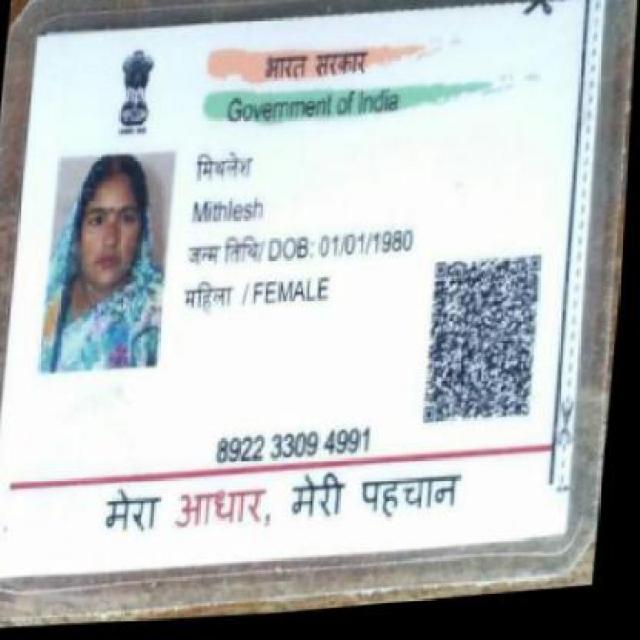 भारत सरकार
Government of India
मिथलेश
Mithlesh
जन्म तिथि/ DOB: 01/01/1980
महिला / FEMALE
8922 3309 4991
मेरा आधार, मेरी पहचान